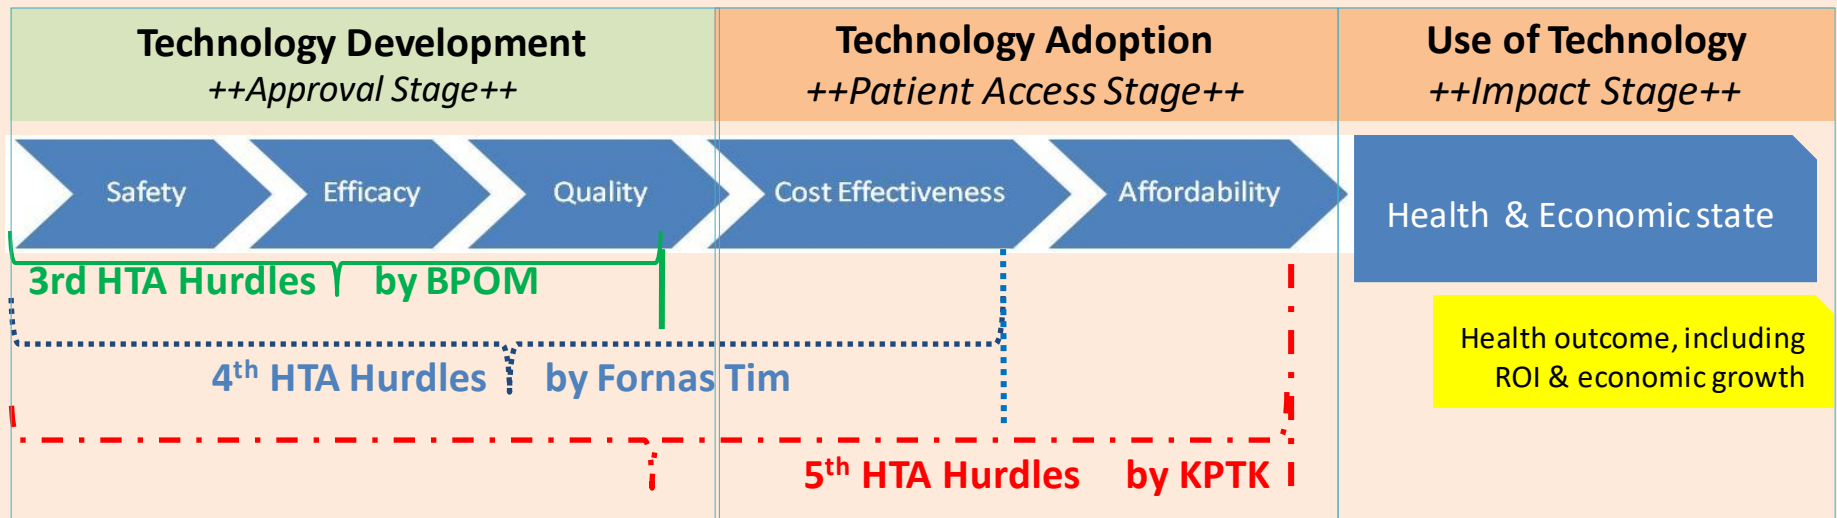 Technology Development
++Approval Stage++
Technology Adoption
++Patient Access Stage++
Use of Technology
++Impact Stage++
Safety
Efficacy
Quality
Cost Effectiveness
Affordability
Health & Economic state
3rd HTA Hurdles by BPOM
Health outcome, including
ROI & economic growth
4th HTA Hurdles by Fornas Tim
5th HTA Hurdles by KPTK